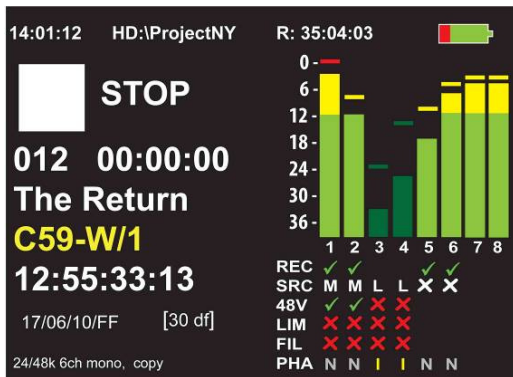 14:01:12 HD:\ProjectNY R: 35:04:03
STOP
012 00:00:00
The Return
C59-W/1
12:55:33:13
17/06/10/FF [30 df]
24/48k 6ch mono, copy
0
6
12
18
24
30
36
1 2 3 4 5 6 7 8
REC ✓ ✓ ✓ ✓
SRC M M L L ✕ ✕
48V ✓ ✓ ✕ ✕
LIM ✕ ✕ ✕ ✕
FIL ✕ ✕ ✕ ✕
PHA N N I I N N